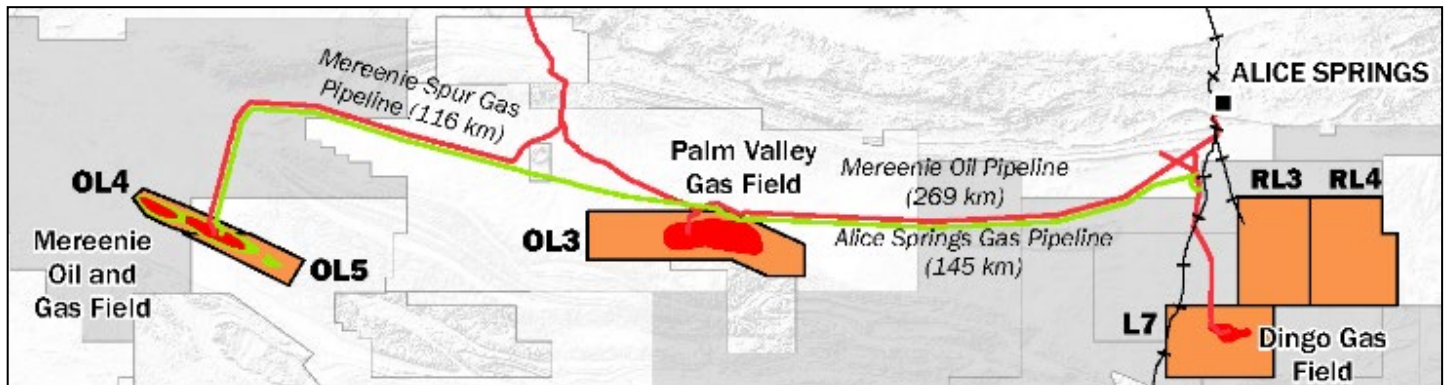 Mereenie Spur Gas
Pipeline (116 km)
ALICE SPRINGS
Palm Valley
Gas Field
Mereenie Oil Pipeline
(269 km)
RL3
RL4
OL4
OL3
Alice Springs Gas Pipeline
(145 km)
Mereenie
Oil and
Gas Field
OL5
L7
Dingo Gas
Field